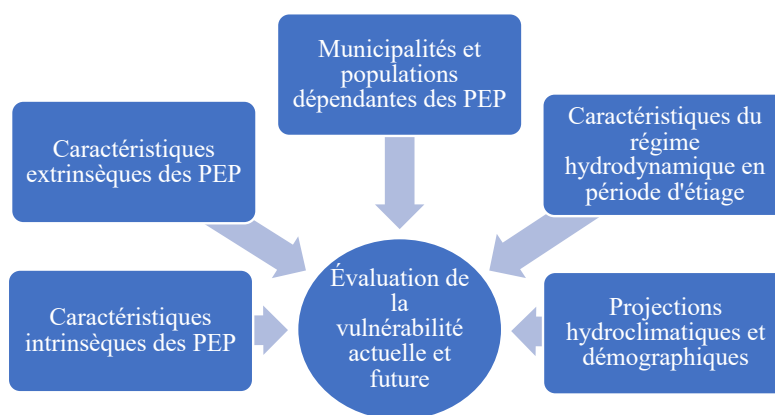 Municipalités et
populations
dépendantes des PEP
Caractéristiques
extrinsèques des PEP
Caractéristiques du
régime
hydrodynamique en
période d'étiage
Caractéristiques
intrinsèques des PEP
Évaluation de
la
vulnérabilité
actuelle et
future
Projections
hydroclimatiques et
démographiques